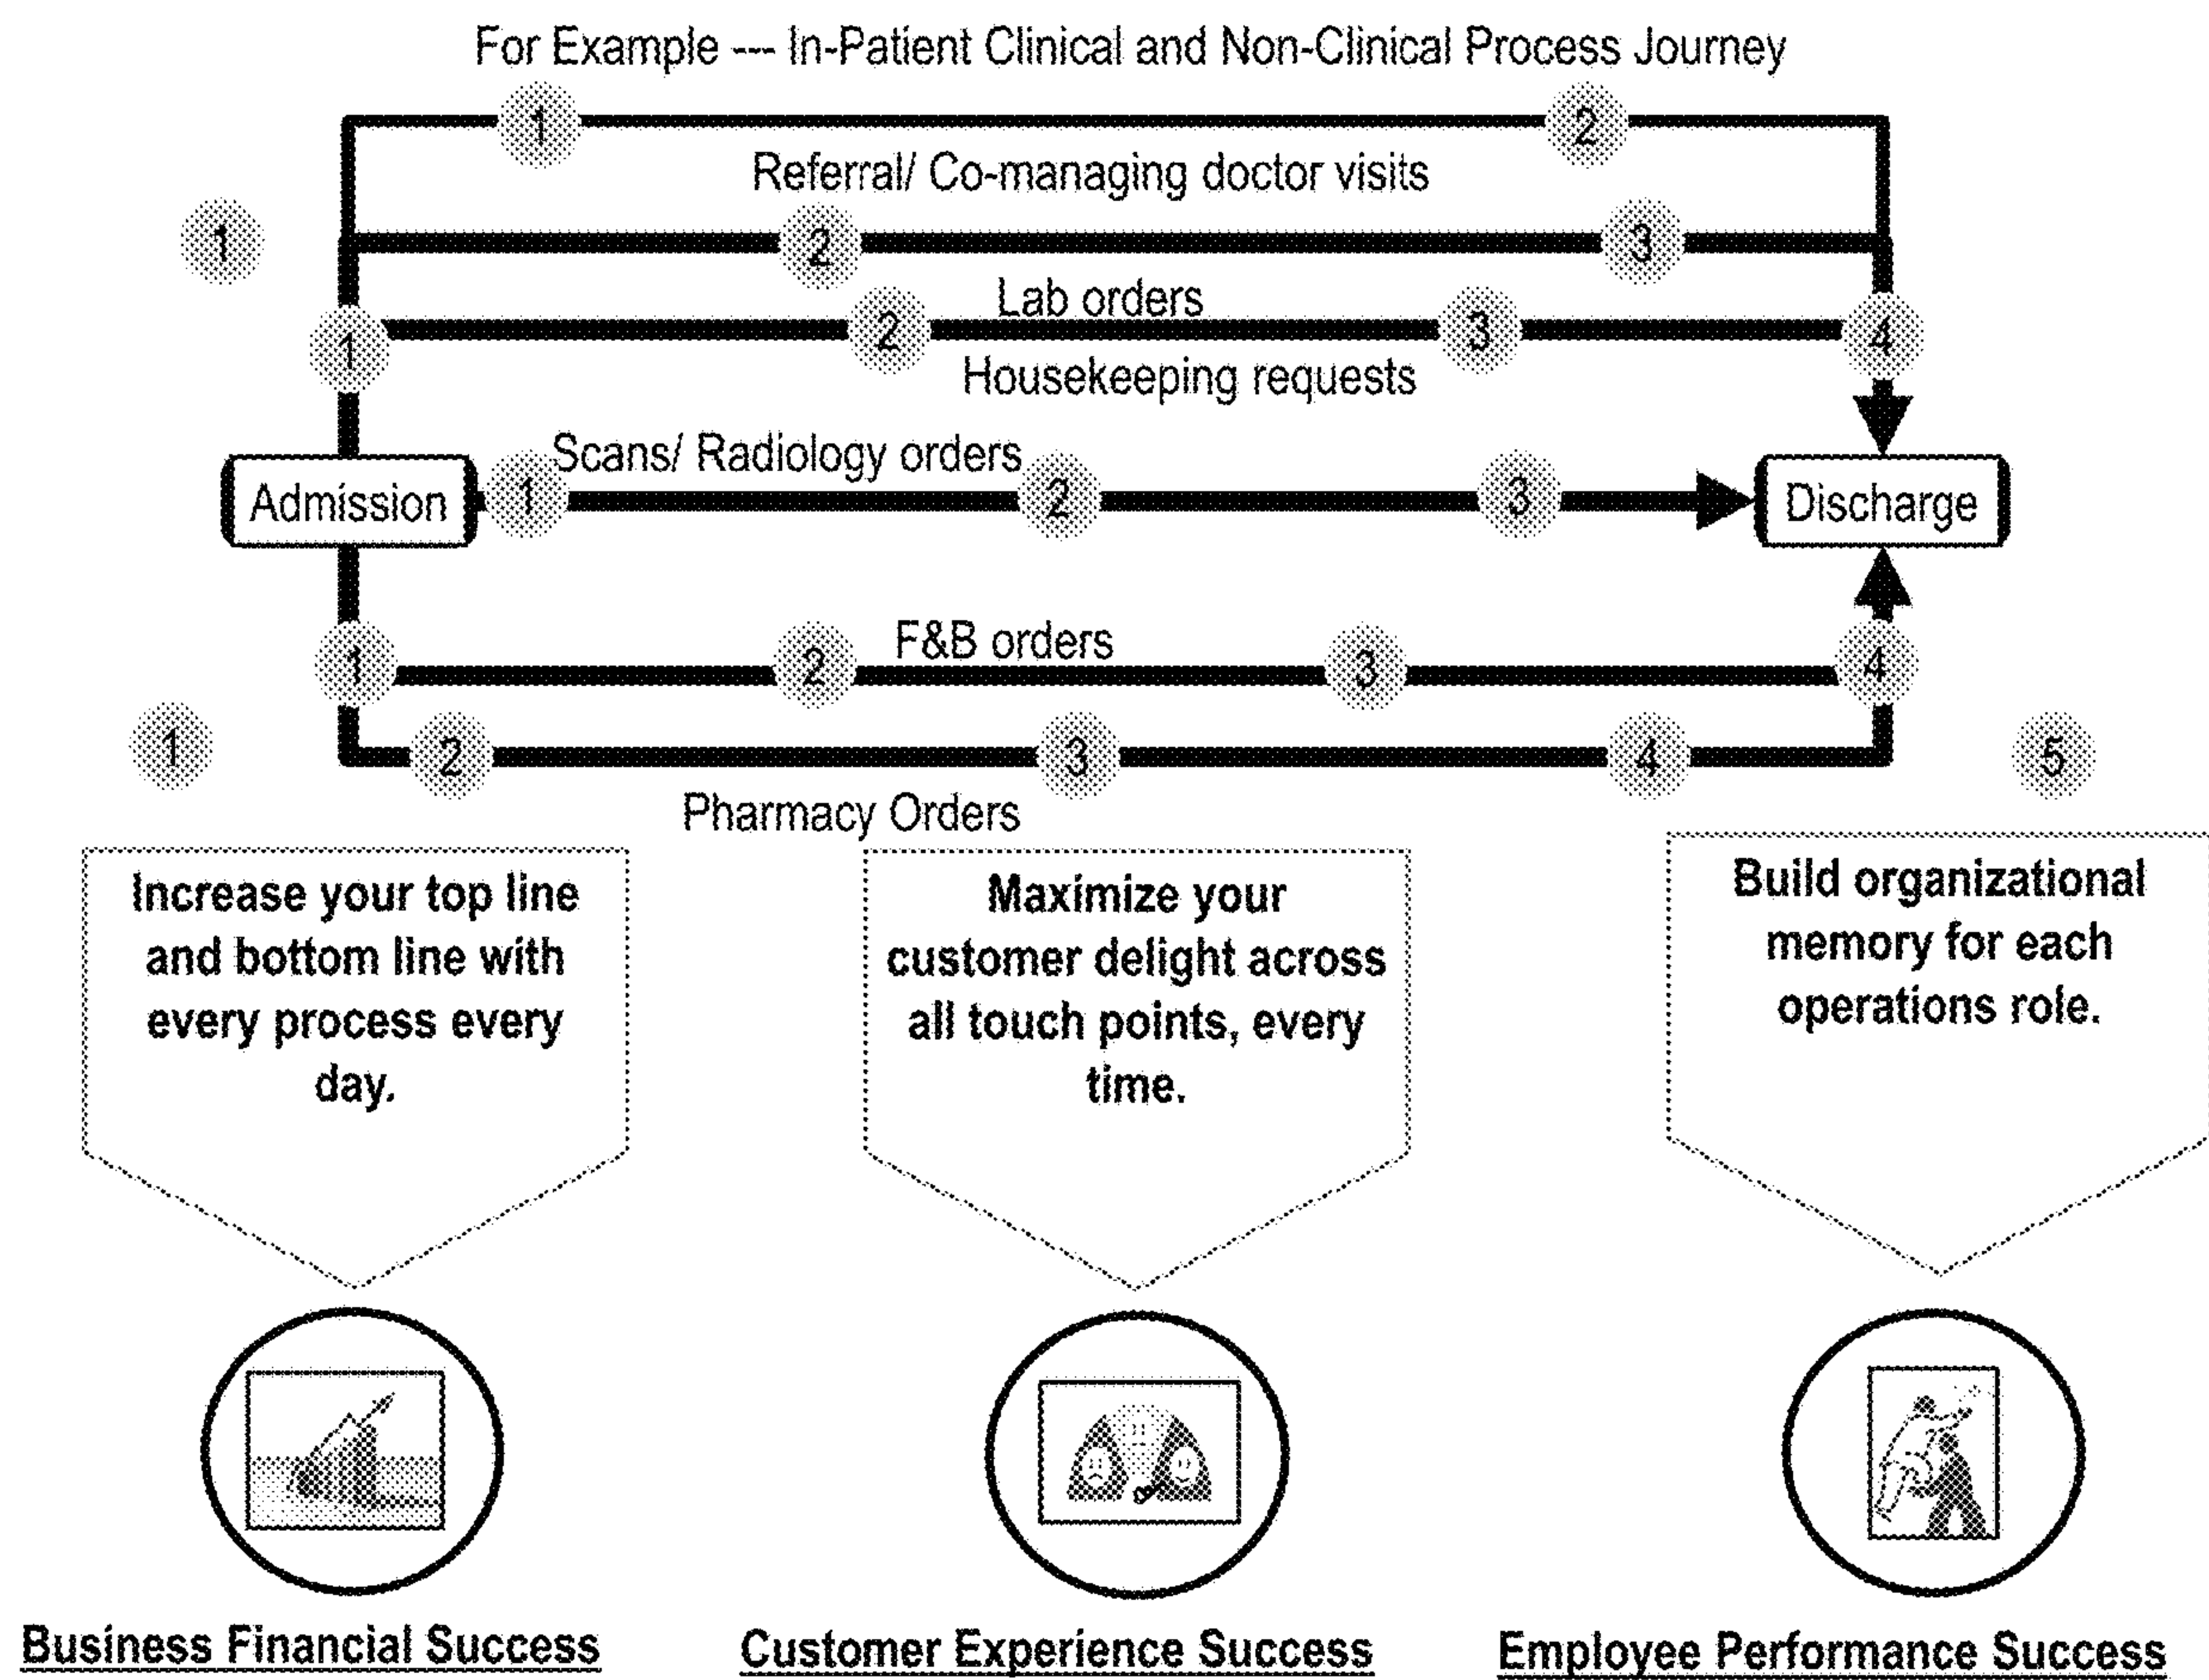 For Example --- In-Patient Clinical and Non-Clinical Process Journey
1
2
Referral/ Co-managing doctor visits
1
2
3
Lab orders
1
2
3
4
Housekeeping requests
Scans/ Radiology orders
Admission
1
2
3
Discharge
F&B orders
1
2
3
4
1
2
3
4
5
Pharmacy Orders
Increase your top line
and bottom line with
every process every
day.
Maximize your
customer delight across
all touch points, every
time.
Build organizational
memory for each
operations role.
Business Financial Success
Customer Experience Success
Employee Performance Success